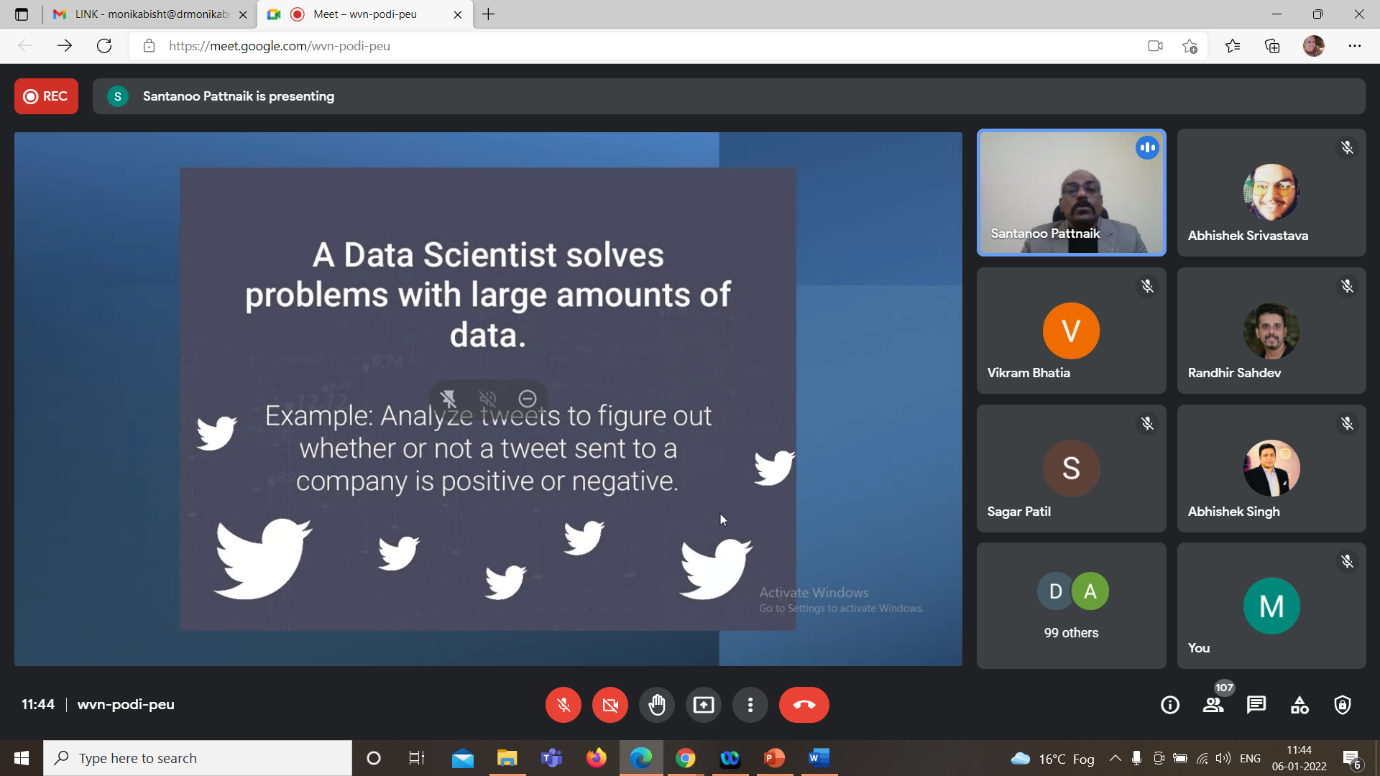 LINK - monikabisht@drmonikabi
Meet – wvn-podi-peu
https://meet.google.com/wvn-podi-peu
REC
S
Santanoo Pattnaik is presenting
A Data Scientist solves
problems with large amounts of
data.
Example: Analyze tweets to figure out
whether or not a tweet sent to a
company is positive or negative.
Activate Windows
Go to Settings to activate Windows.
Santanoo Pattnaik
Abhishek Srivastava
V
Vikram Bhatia
Randhir Sahdev
S
Sagar Patil
Abhishek Singh
D A
99 others
M
You
11:44 | wvn-podi-peu
107
Type here to search
16°C Fog
ENG
11:44
06-01-2022
6